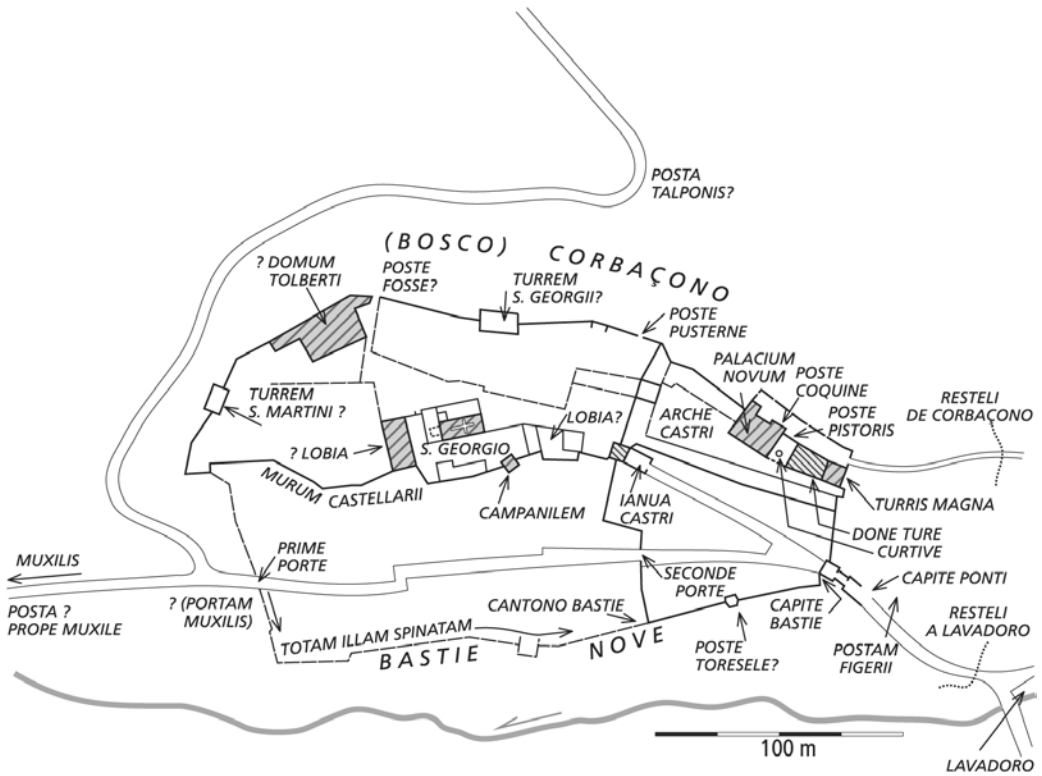 POSTA
TALPONIS?
(BOSCO) CORBAÇONO
? DOMUM
TOLBERTI
POSTE
FOSSE?
TURREM
S. GEORGII?
POSTE
PUSTERNE
PALACIUM
NOVUM
POSTE
COQUINE
POSTE
PISTORIS
RESTELI
DE CORBACONO
TURREM
S. MARTINI ?
? LOBIA
S. GEORGIO
LOBIA?
ARCHE
CASTRI
MURUM CASTELLARII
CAMPANILEM
IANUA
CASTRI
TURRIS MAGNA
DONE TURE
CURTIVE
MUXILIS
PRIME
PORTE
SECONDE
PORTE
CAPITE PONTI
POSTA ?
PROPE MUXILE
? (PORTAM
MUXILIS)
CANTONO BASTIE
CAPITE
BASTIE
RESTELI
A LAVADORO
TOTAM ILLAM SPINATAM
BASTIE NOVE
POSTE
TORESELE?
POSTAM
FIGERII
100 m
LAVADORO